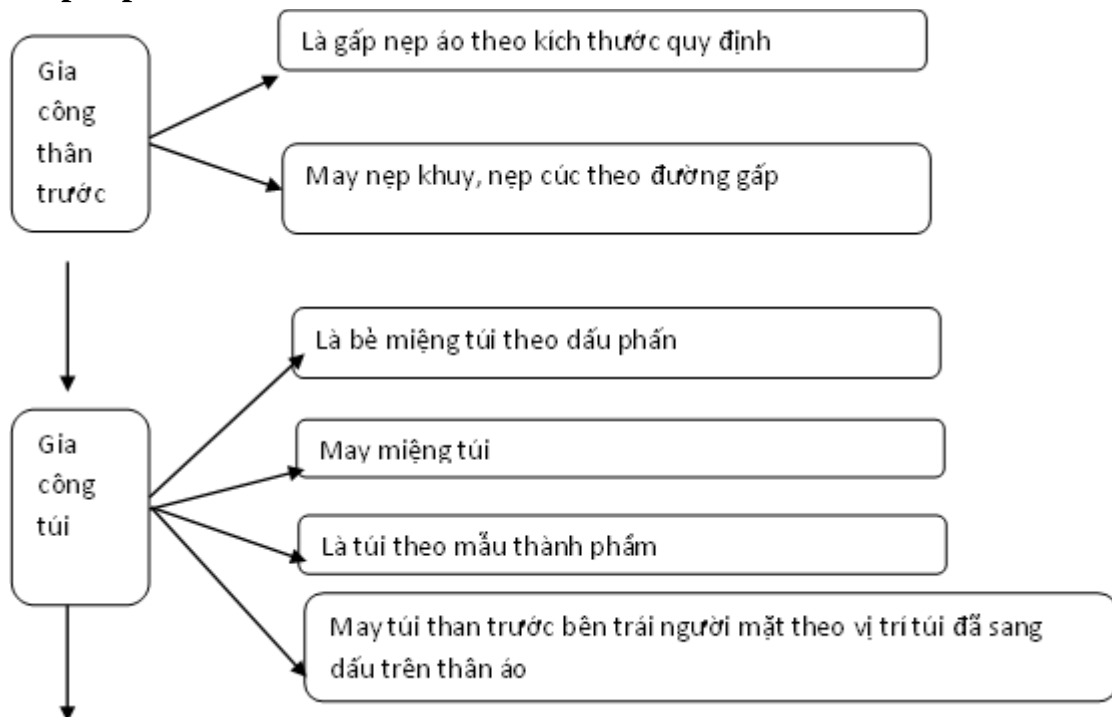 Gia
công
thân
trước
Là gấp nẹp áo theo kích thước quy định
May nẹp khuy, nẹp cúc theo đường gấp
Gia
công
túi
Là bẻ miệng túi theo dấu phấn
May miệng túi
Là túi theo mẫu thành phẩm
May túi than trước bên trái người mặt theo vị trí túi đã sang
dấu trên thân áo